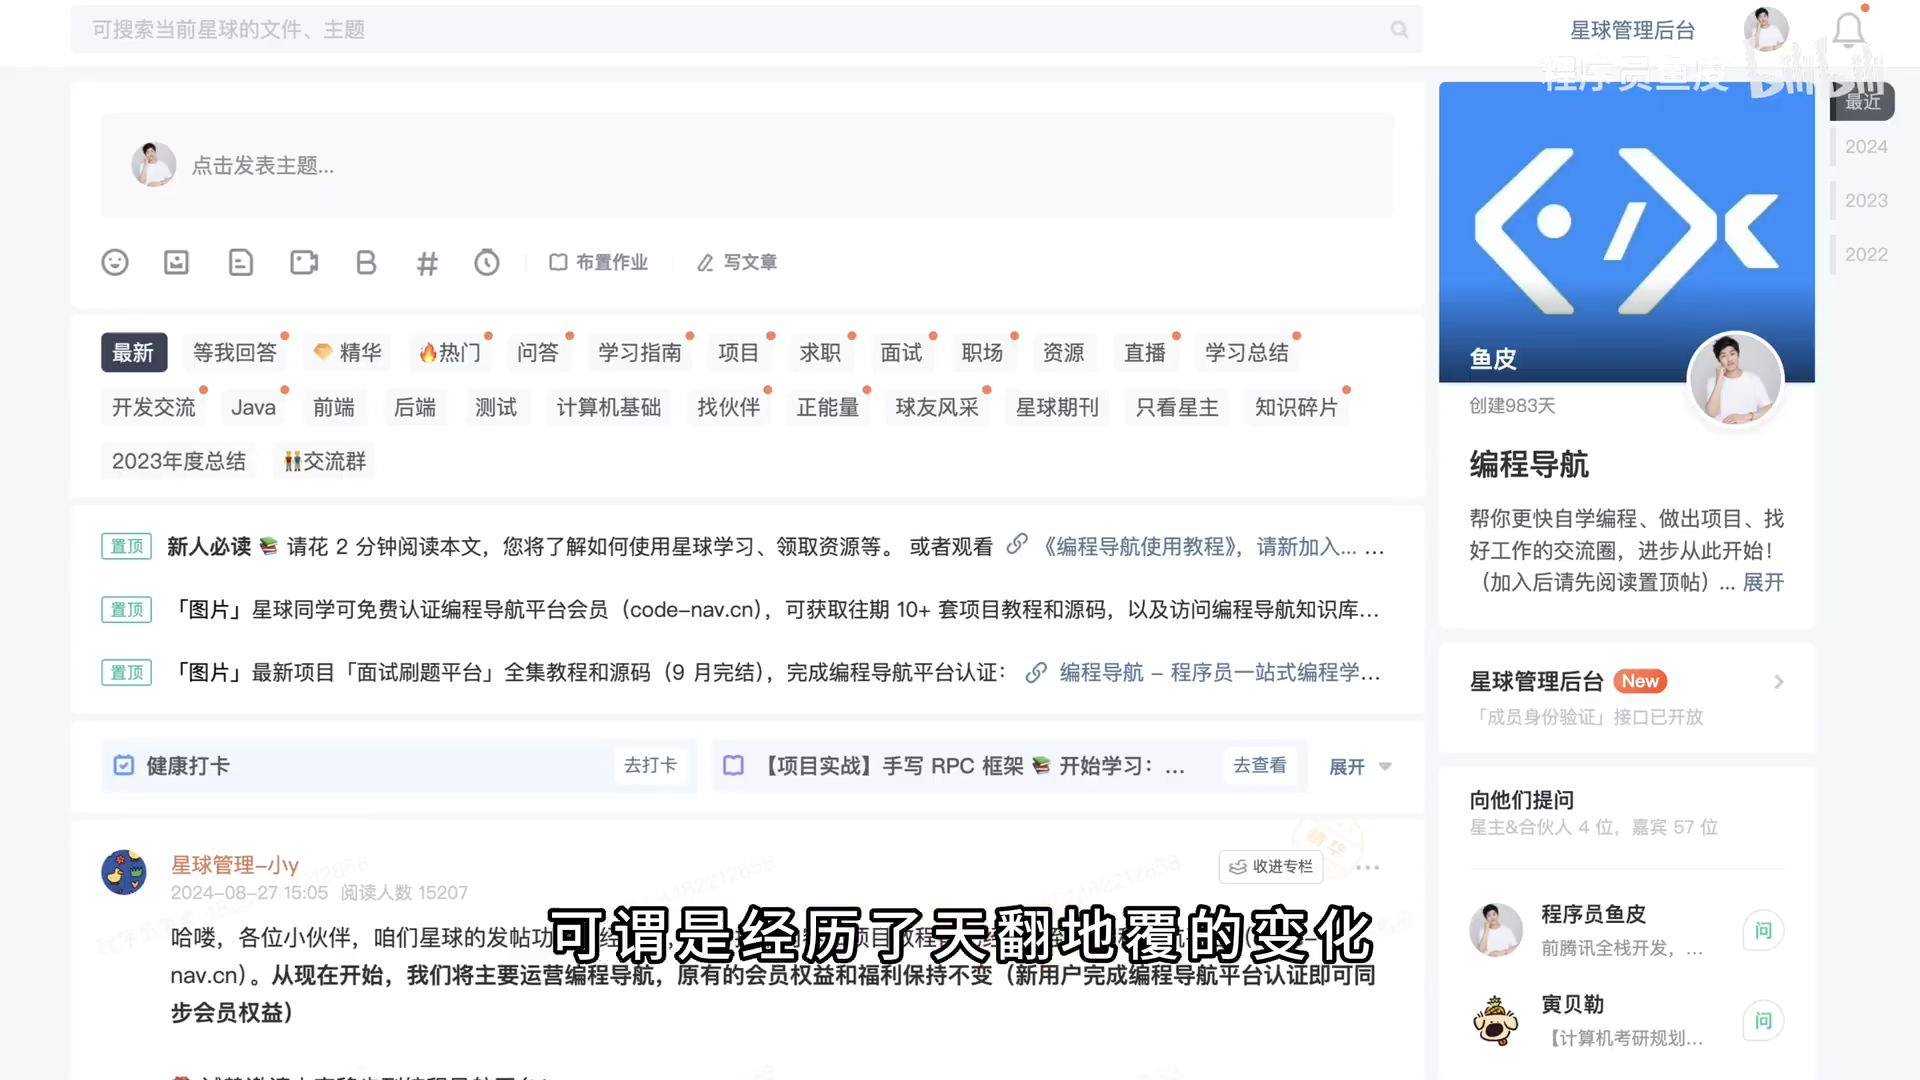 可搜索当前星球的文件、主题
星球管理后台
程序员鱼皮 bilibili
最近
2024
2023
2022
点击发表主题...
布置作业
写文章
最新 等我回答 精华 热门 问答 学习指南 项目 求职 面试 职场 资源 直播 学习总结
开发交流 Java 前端 后端 测试 计算机基础 找伙伴 正能量 球友风采 星球期刊 只看星主 知识碎片
2023年度总结 交流群
置顶 新人必读 请花 2 分钟阅读本文，您将了解如何使用星球学习、领取资源等。 或者观看 《编程导航使用教程》，请新加入... ...
置顶 「图片」星球同学可免费认证编程导航平台会员（code-nav.cn），可获取往期 10+ 套项目教程和源码，以及访问编程导航知识库...
置顶 「图片」最新项目「面试刷题平台」全集教程和源码（9 月完结），完成编程导航平台认证： 编程导航 - 程序员一站式编程学...
健康打卡 去打卡
【项目实战】手写 RPC 框架 开始学习：... 去查看
展开
星球管理-小y
2024-08-27 15:05 阅读人数 15207
收进专栏
精华
哈喽，各位小伙伴，咱们星球的发帖功
可谓是经历了天翻地覆的变化
nav.cn）。从现在开始，我们将主要运营编程导航，原有的会员权益和福利保持不变（新用户完成编程导航平台认证即可同
步会员权益）
鱼皮
创建983天
编程导航
帮你更快自学编程、做出项目、找
好工作的交流圈，进步从此开始！
（加入后请先阅读置顶帖）... 展开
星球管理后台 New
「成员身份验证」接口已开放
向他们提问
星主&合伙人 4 位，嘉宾 57 位
程序员鱼皮
前腾讯全栈开发，...
问
寅贝勒
【计算机考研规划...
问